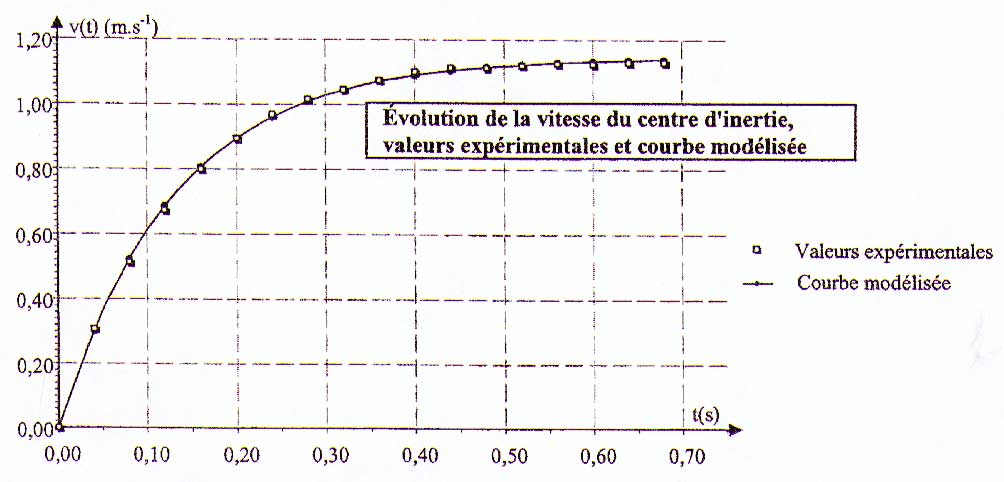 v(t) (m.s-1)
1,20
1,00
0,80
0,60
0,40
0,20
0,00
Évolution de la vitesse du centre d'inertie,
valeurs expérimentales et courbe modélisée
Valeurs expérimentales
Courbe modélisée
t(s)
0,00 0,10 0,20 0,30 0,40 0,50 0,60 0,70